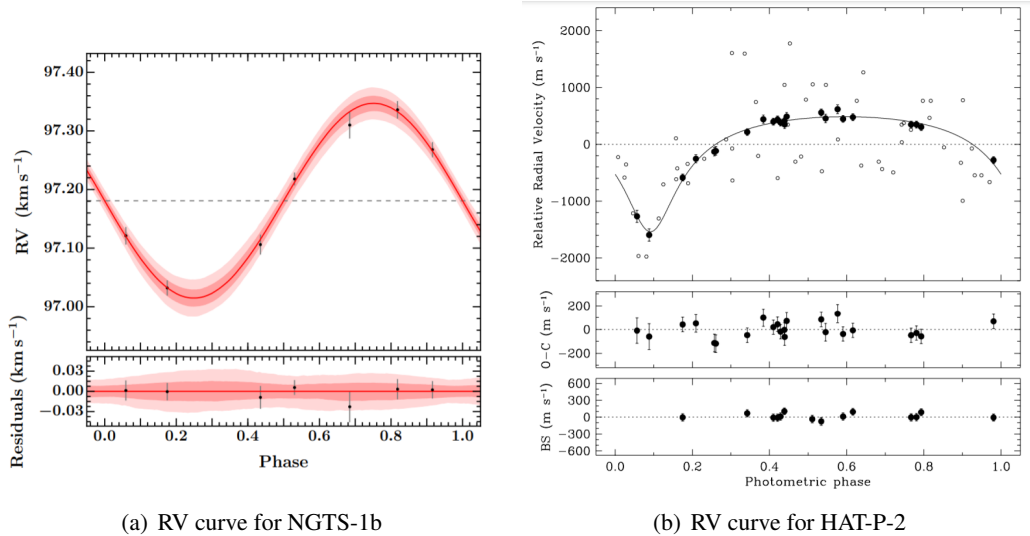 97.40
97.30
97.20
97.10
97.00
RV (km s⁻¹)
0.03
0.00
−0.03
Residuals (km s⁻¹)
0.0 0.2 0.4 0.6 0.8 1.0
Phase
(a) RV curve for NGTS-1b
2000
1000
0
−1000
−2000
Relative Radial Velocity (m s⁻¹)
200
0
−200
O−C (m s⁻¹)
600
300
0
−300
−600
BS (m s⁻¹)
0.0 0.2 0.4 0.6 0.8 1.0
Photometric phase
(b) RV curve for HAT-P-2